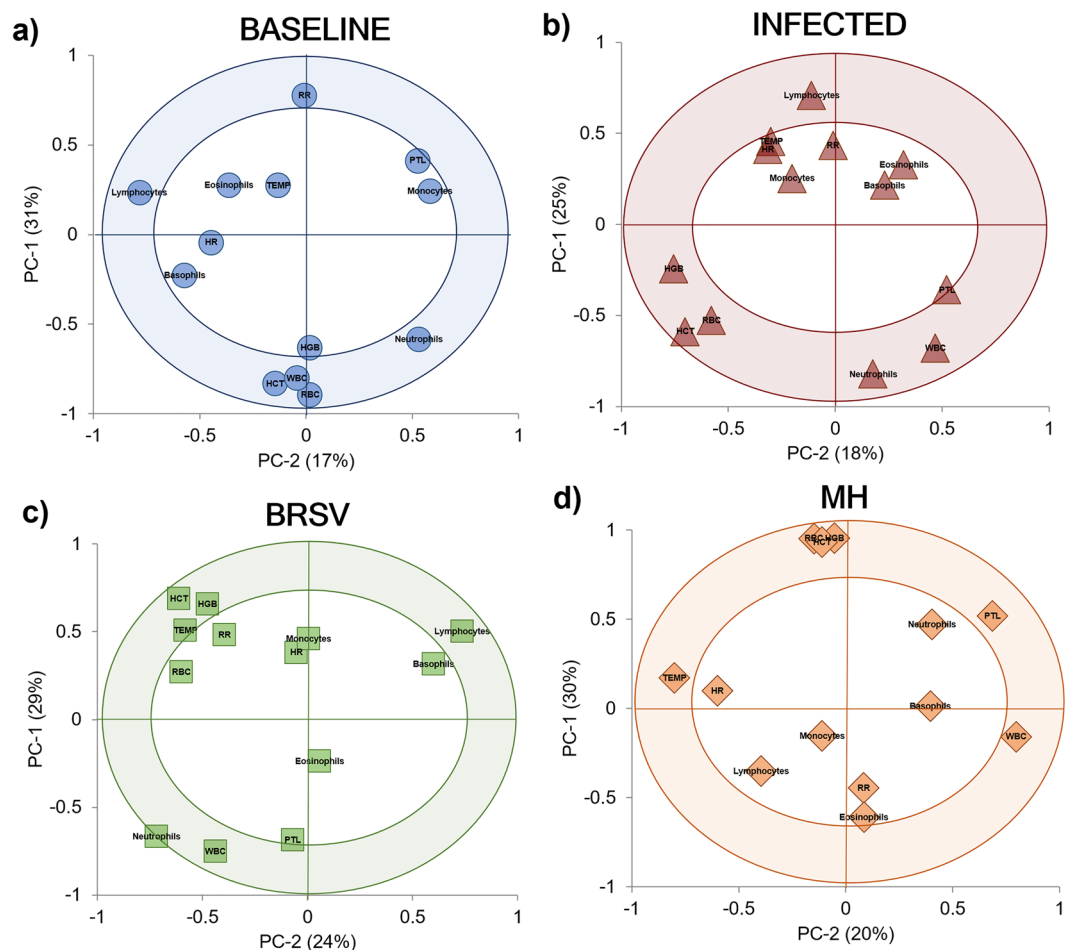 a)
BASELINE
1
0.5
0
-0.5
-1
-1
-0.5
0
0.5
1
PC-1 (31%)
PC-2 (17%)
RR
PTL
Lymphocytes
Eosinophils
TEMP
Monocytes
HR
Basophils
HGB
Neutrophils
HCT
WBC
RBC
b)
INFECTED
1
0.5
0
-0.5
-1
-1
-0.5
0
0.5
1
PC-1 (25%)
PC-2 (18%)
Lymphocytes
TEMP
HR
RR
Monocytes
Eosinophils
Basophils
HGB
PTL
RBC
HCT
WBC
Neutrophils
c)
BRSV
1
0.5
0
-0.5
-1
-1
-0.5
0
0.5
1
PC-1 (29%)
PC-2 (24%)
HCT
HGB
TEMP
RR
Monocytes
Lymphocytes
HR
Basophils
RBC
Eosinophils
Neutrophils
WBC
PTL
d)
MH
1
0.5
0
-0.5
-1
-1
-0.5
0
0.5
1
PC-1 (30%)
PC-2 (20%)
RBC
HCT
HGB
PTL
Neutrophils
TEMP
HR
Basophils
Monocytes
WBC
Lymphocytes
RR
Eosinophils